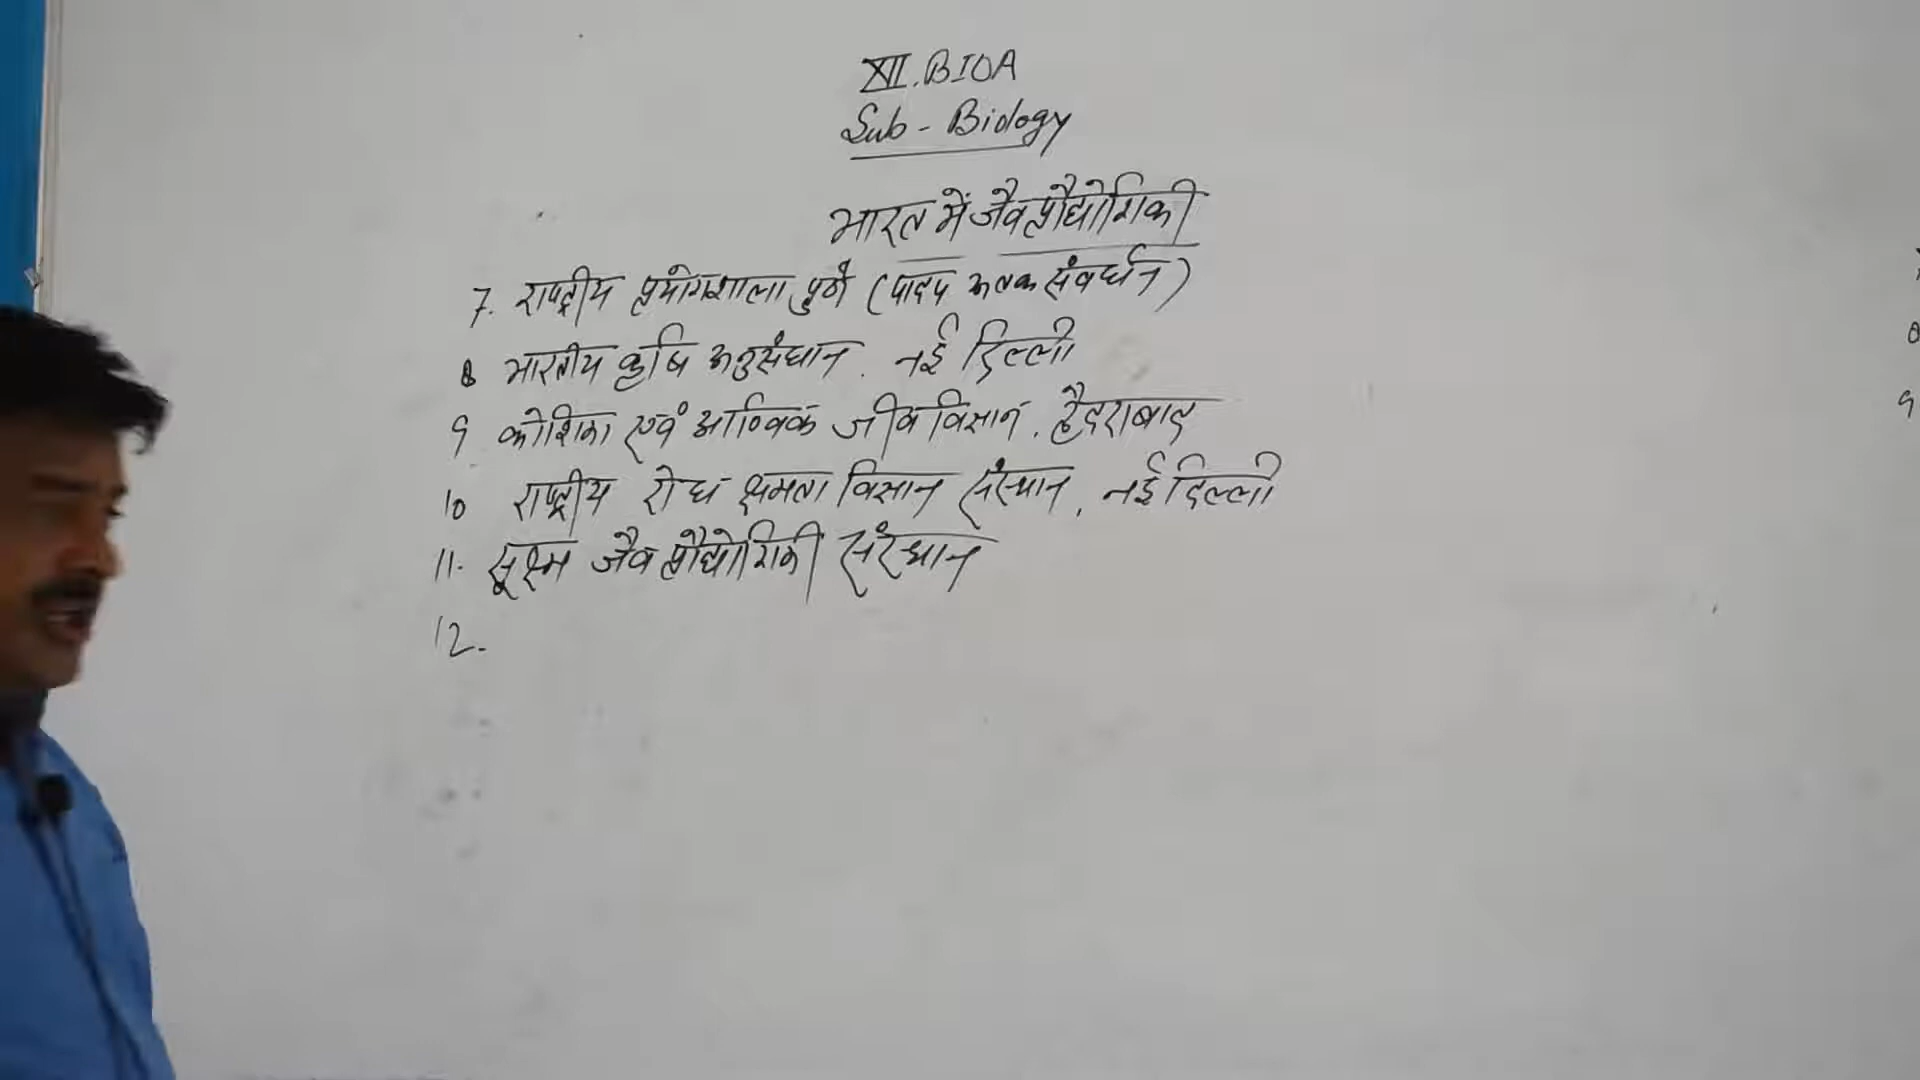 XII. BIOA
Sub - Biology
भारत में जैव प्रौद्योगिकी
7. राष्ट्रीय प्रयोगशाला, पुणे (पादप ऊतक संवर्धन)
8 भारतीय कृषि अनुसंधान. नई दिल्ली
9 कोशिका एवं आण्विक जीव विज्ञान. हैदराबाद
10 राष्ट्रीय रोध क्षमता विज्ञान संस्थान, नई दिल्ली
11. सूक्ष्म जैव प्रौद्योगिकी संस्थान
12.